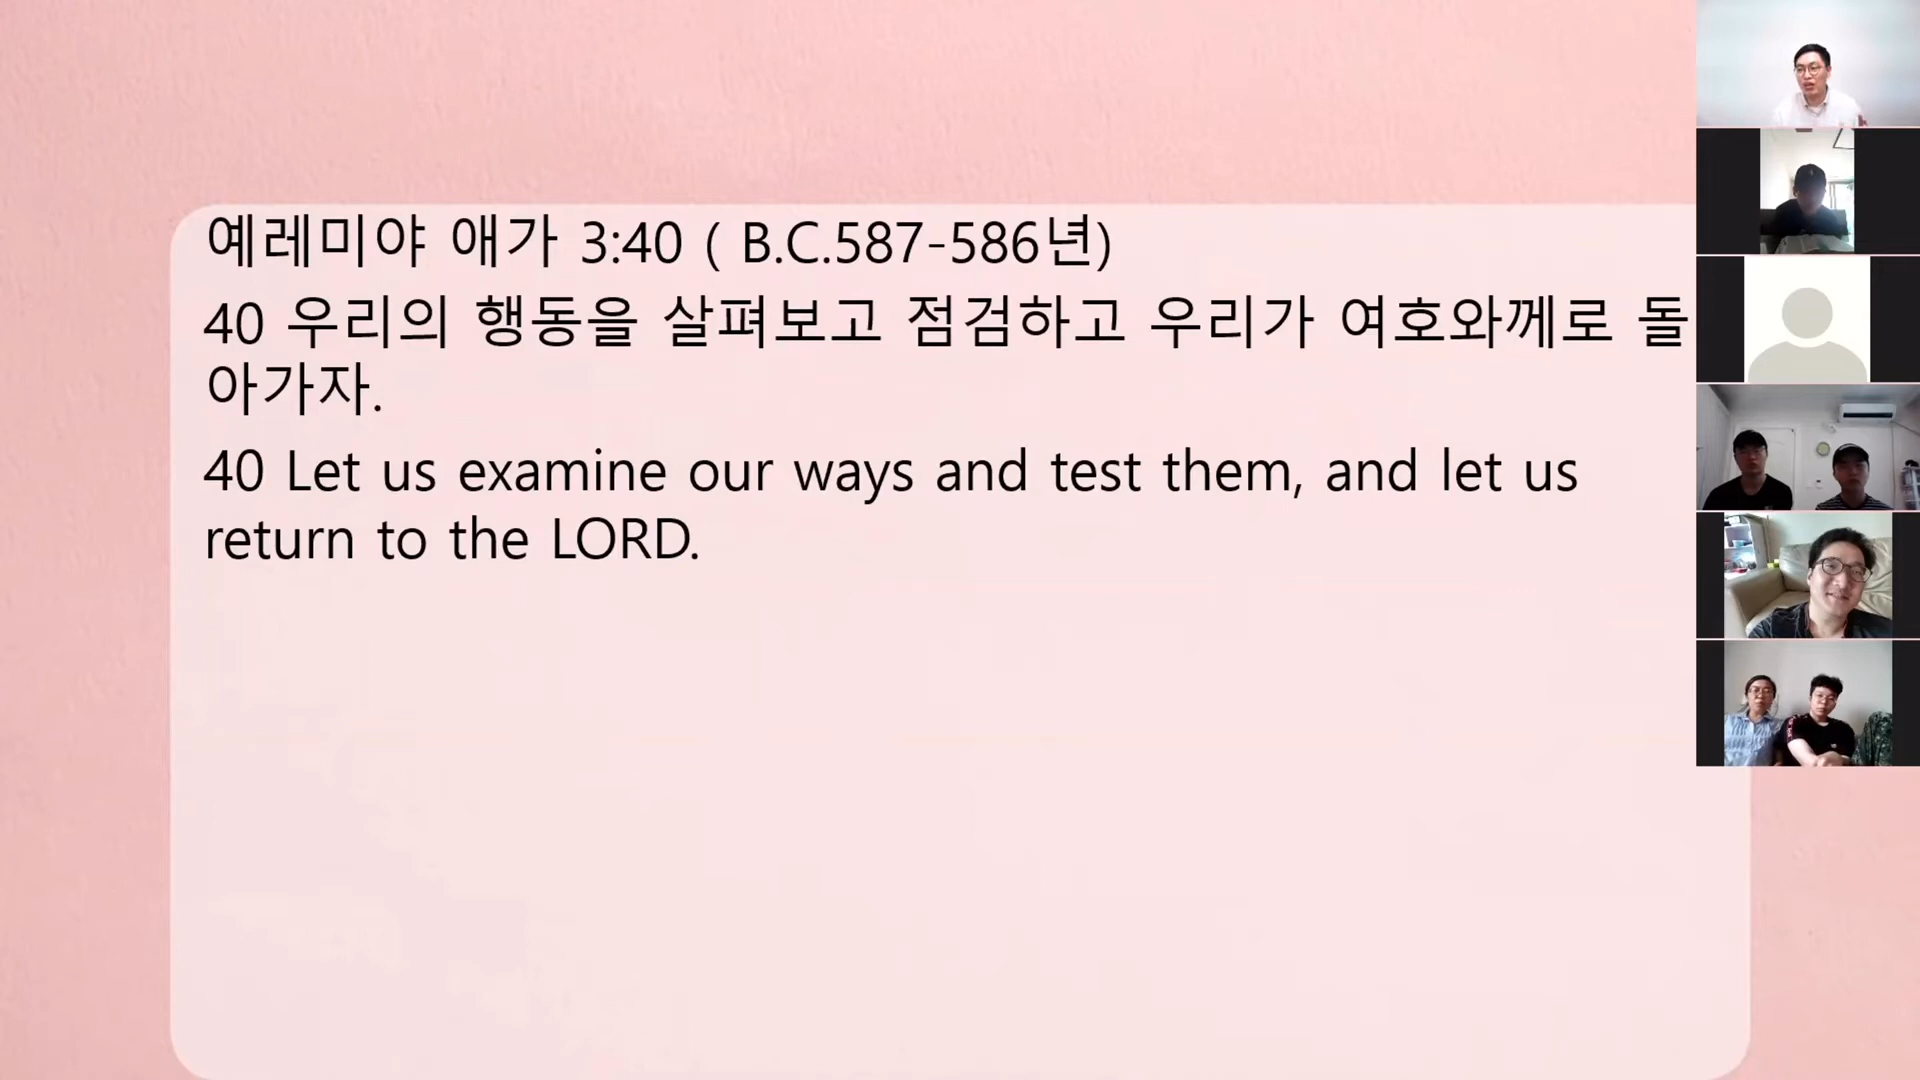 예레미야 애가 3:40 ( B.C.587-586년)
40 우리의 행동을 살펴보고 점검하고 우리가 여호와께로 돌
아가자.
40 Let us examine our ways and test them, and let us
return to the LORD.